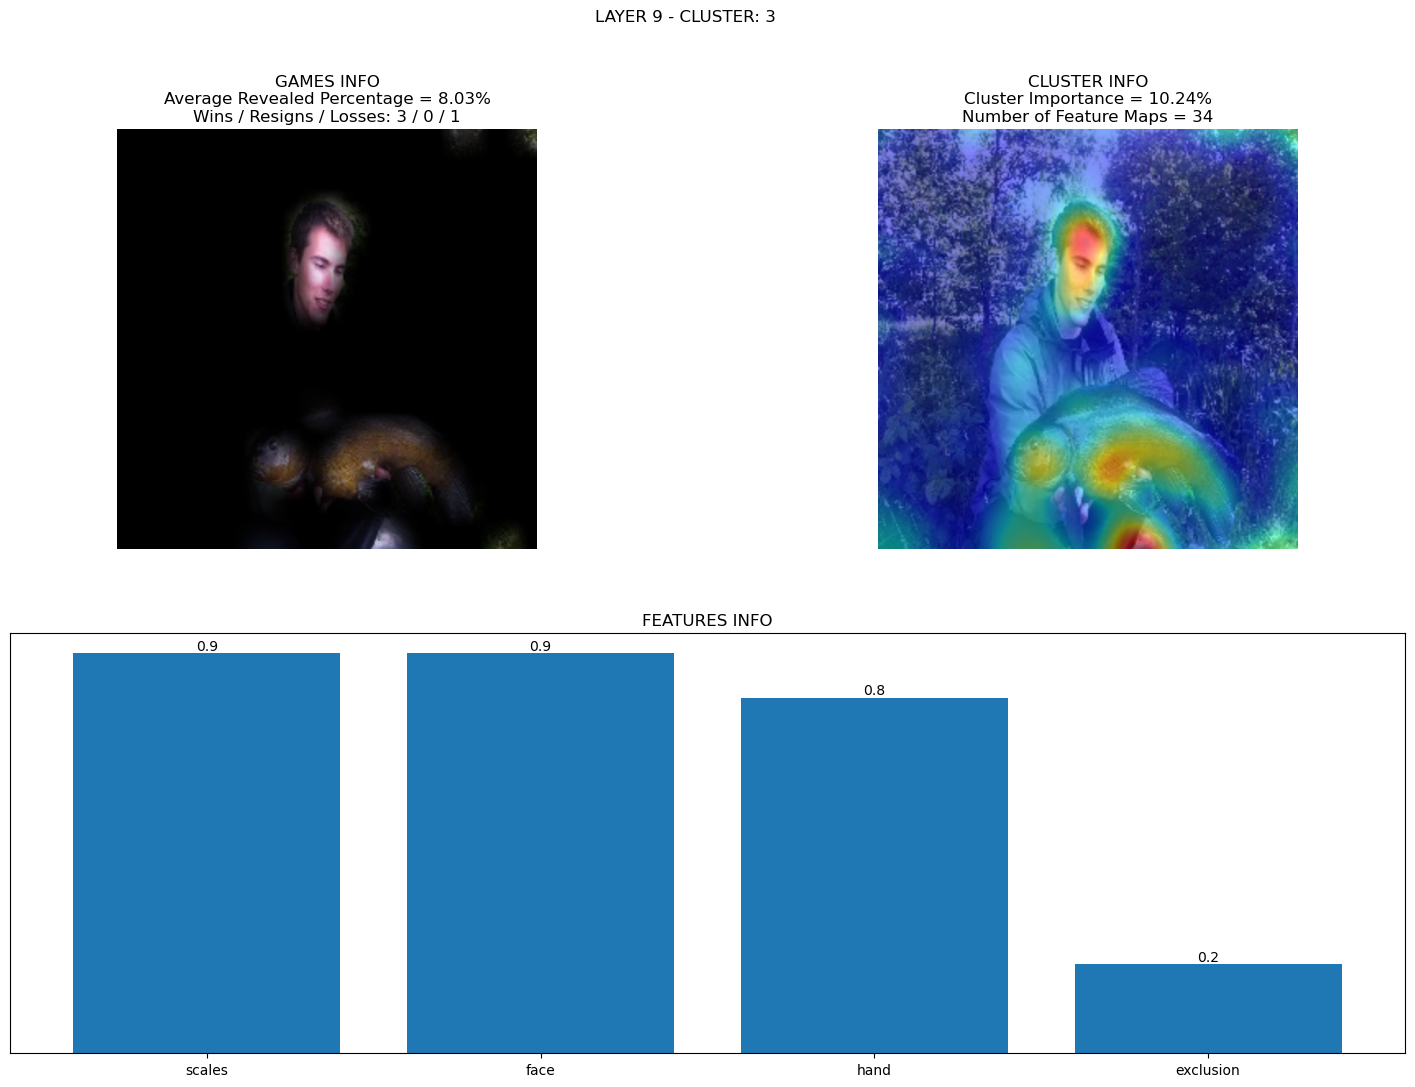 LAYER 9 - CLUSTER: 3
GAMES INFO
Average Revealed Percentage = 8.03%
Wins / Resigns / Losses: 3 / 0 / 1
CLUSTER INFO
Cluster Importance = 10.24%
Number of Feature Maps = 34
FEATURES INFO
0.9
0.9
0.8
0.2
scales
face
hand
exclusion